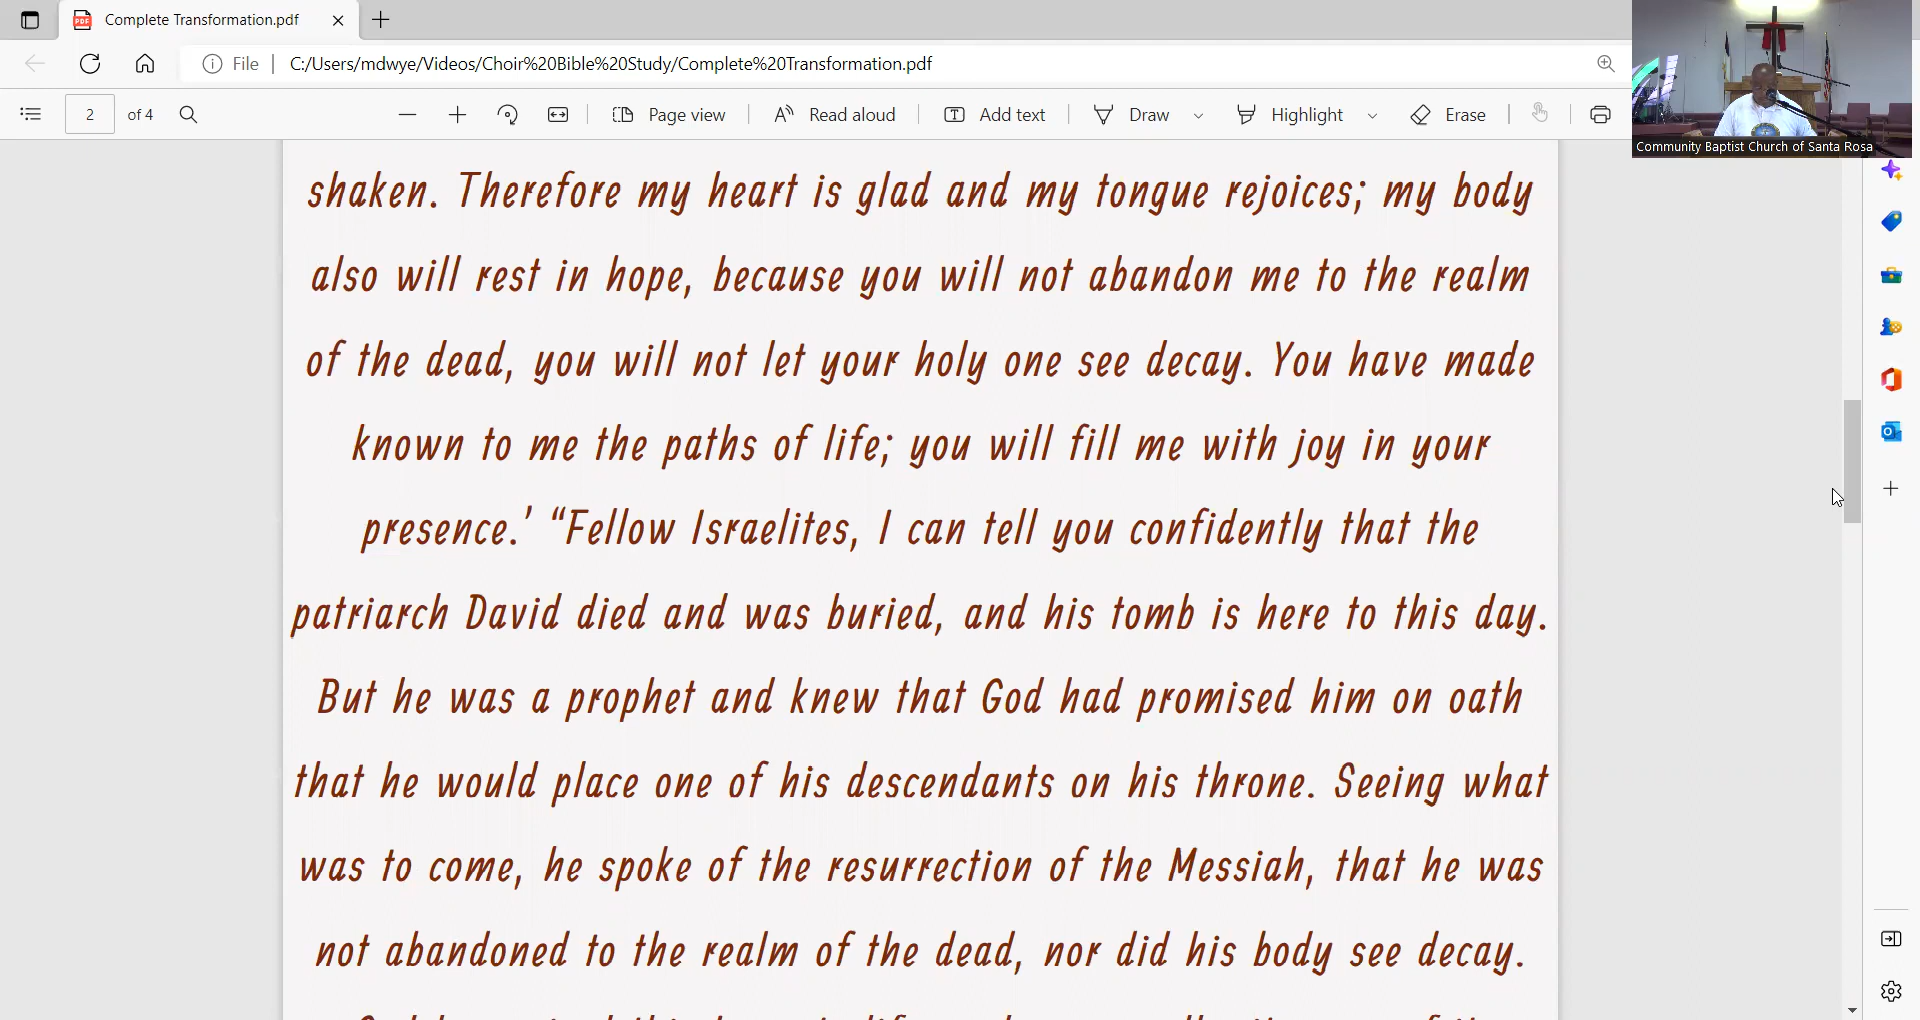 Complete Transformation.pdf
File
C:/Users/mdwye/Videos/Choir%20Bible%20Study/Complete%20Transformation.pdf
2 of 4
Page view
Read aloud
Add text
Draw
Highlight
Erase
Community Baptist Church of Santa Rosa
shaken. Therefore my heart is glad and my tongue rejoices; my body
also will rest in hope, because you will not abandon me to the realm
of the dead, you will not let your holy one see decay. You have made
known to me the paths of life; you will fill me with joy in your
presence.’ “Fellow Israelites, I can tell you confidently that the
patriarch David died and was buried, and his tomb is here to this day.
But he was a prophet and knew that God had promised him on oath
that he would place one of his descendants on his throne. Seeing what
was to come, he spoke of the resurrection of the Messiah, that he was
not abandoned to the realm of the dead, nor did his body see decay.